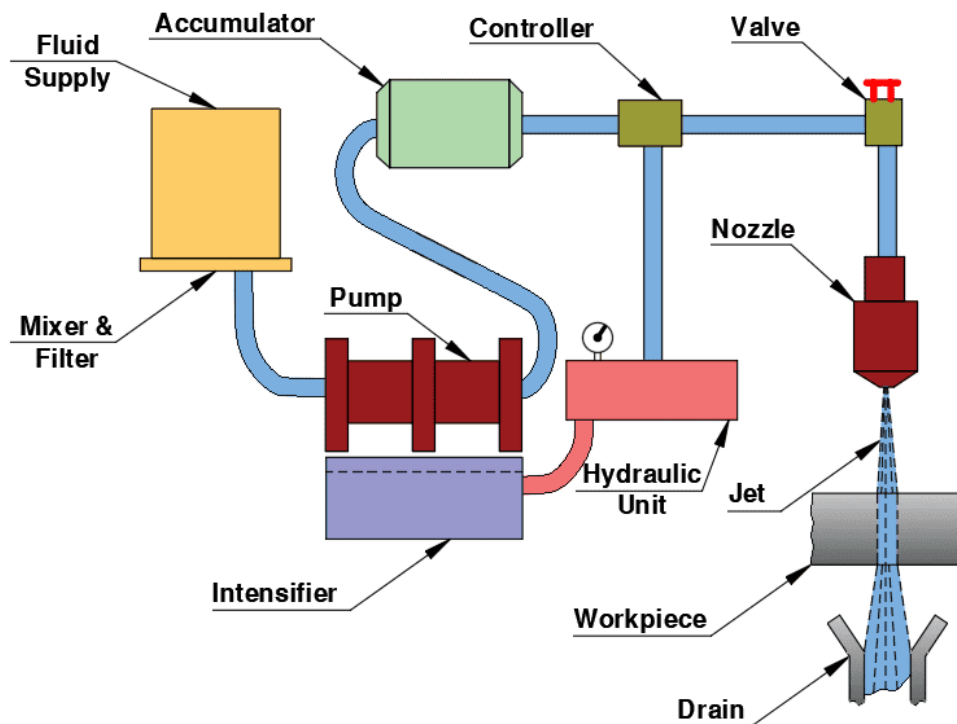 Accumulator
Controller
Valve
Fluid
Supply
Nozzle
Pump
Mixer &
Filter
Hydraulic
Unit
Jet
Intensifier
Workpiece
Drain